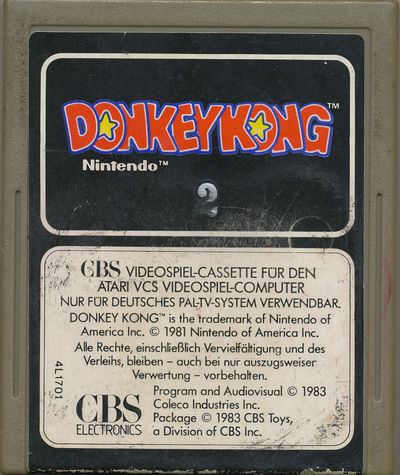 DONKEY KONG™
Nintendo™
2
CBS VIDEOSPIEL-CASSETTE FÜR DEN
ATARI VCS VIDEOSPIEL-COMPUTER
NUR FÜR DEUTSCHES PAL-TV-SYSTEM VERWENDBAR.
DONKEY KONG™ is the trademark of Nintendo of
America Inc. © 1981 Nintendo of America Inc.
Alle Rechte, einschließlich Vervielfältigung und des
Verleihs, bleiben – auch bei nur auszugsweiser
Verwertung – vorbehalten.
Program and Audiovisual © 1983
Coleco Industries Inc.
Package © 1983 CBS Toys,
a Division of CBS Inc.
CBS
ELECTRONICS
4L1701